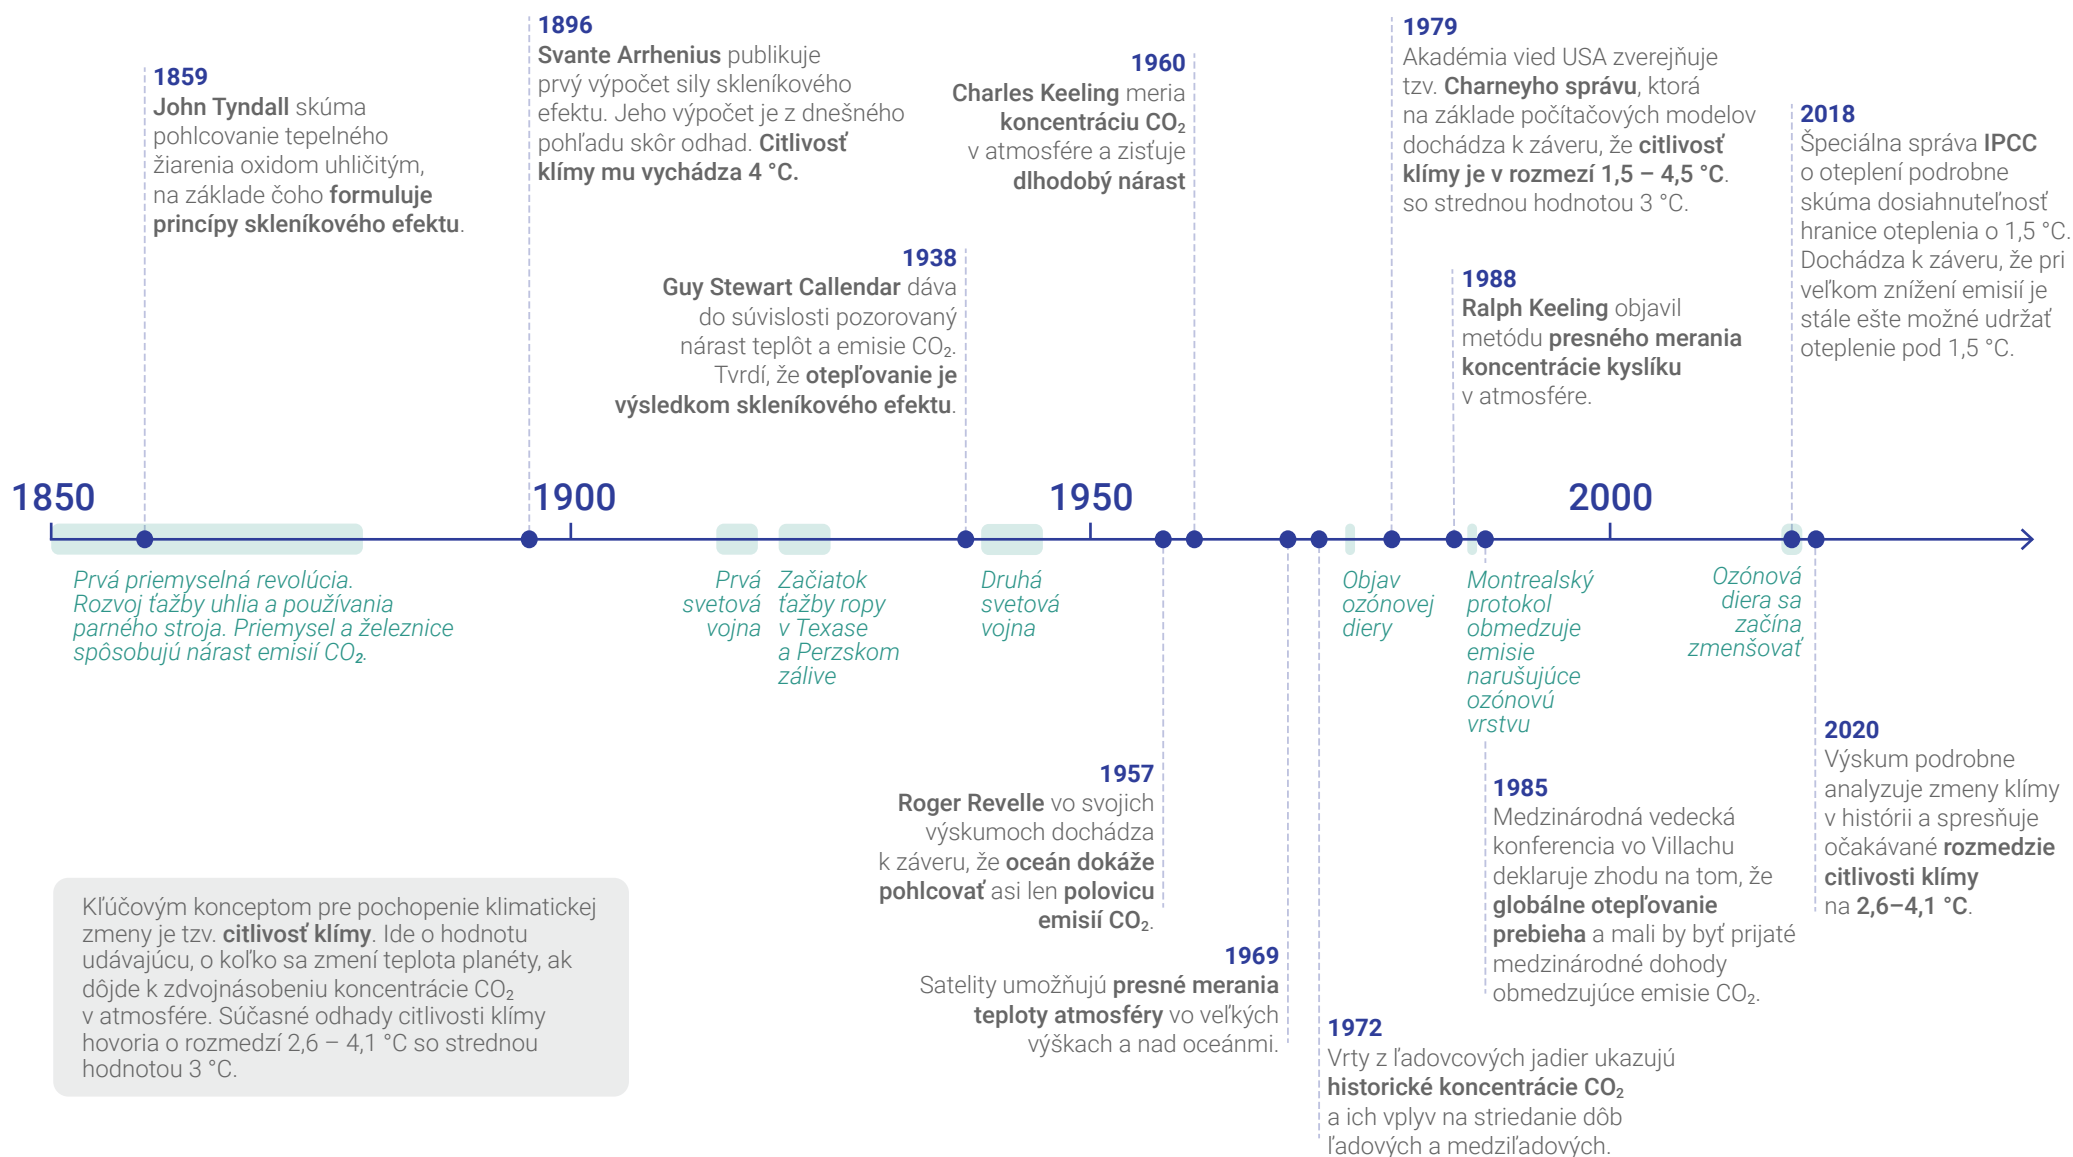 1859
John Tyndall skúma
pohlcovanie tepelného
žiarenia oxidom uhličitým,
na základe čoho formuluje
princípy skleníkového efektu.
1896
Svante Arrhenius publikuje
prvý výpočet sily skleníkového
efektu. Jeho výpočet je z dnešného
pohľadu skôr odhad. Citlivosť
klímy mu vychádza 4 °C.
1938
Guy Stewart Callendar dáva
do súvislosti pozorovaný
nárast teplôt a emisie CO₂.
Tvrdí, že otepľovanie je
výsledkom skleníkového efektu.
1960
Charles Keeling meria
koncentráciu CO₂
v atmosfére a zisťuje
dlhodobý nárast
1979
Akadémia vied USA zverejňuje
tzv. Charneyho správu, ktorá
na základe počítačových modelov
dochádza k záveru, že citlivosť
klímy je v rozmezí 1,5 – 4,5 °C.
so strednou hodnotou 3 °C.
1988
Ralph Keeling objavil
metódu presného merania
koncentrácie kyslíku
v atmosfére.
2018
Špeciálna správa IPCC
o oteplení podrobne
skúma dosiahnuteľnosť
hranice oteplenia o 1,5 °C.
Dochádza k záveru, že pri
veľkom znížení emisií je
stále ešte možné udržať
oteplenie pod 1,5 °C.
1850
1900
1950
2000
Prvá priemyselná revolúcia.
Rozvoj ťažby uhlia a používania
parného stroja. Priemysel a železnice
spôsobujú nárast emisií CO₂.
Prvá
svetová
vojna
Začiatok
ťažby ropy
v Texase
a Perzskom
zálive
Druhá
svetová
vojna
Objav
ozónovej
diery
Montrealský
protokol
obmedzuje
emisie
narušujúce
ozónovú
vrstvu
Ozónová
diera sa
začína
zmenšovať
1957
Roger Revelle vo svojich
výskumoch dochádza
k záveru, že oceán dokáže
pohlcovať asi len polovicu
emisií CO₂.
1969
Satelity umožňujú presné merania
teploty atmosféry vo veľkých
výškach a nad oceánmi.
1972
Vrty z ľadovcových jadier ukazujú
historické koncentrácie CO₂
a ich vplyv na striedanie dôb
ľadových a medziľadových.
1985
Medzinárodná vedecká
konferencia vo Villachu
deklaruje zhodu na tom, že
globálne otepľovanie
prebieha a mali by byť prijaté
medzinárodné dohody
obmedzujúce emisie CO₂.
2020
Výskum podrobne
analyzuje zmeny klímy
v histórii a spresňuje
očakávané rozmedzie
citlivosti klímy
na 2,6–4,1 °C.
Kľúčovým konceptom pre pochopenie klimatickej
zmeny je tzv. citlivosť klímy. Ide o hodnotu
udávajúcu, o koľko sa zmení teplota planéty, ak
dôjde k zdvojnásobeniu koncentrácie CO₂
v atmosfére. Súčasné odhady citlivosti klímy
hovoria o rozmedzí 2,6 – 4,1 °C so strednou
hodnotou 3 °C.